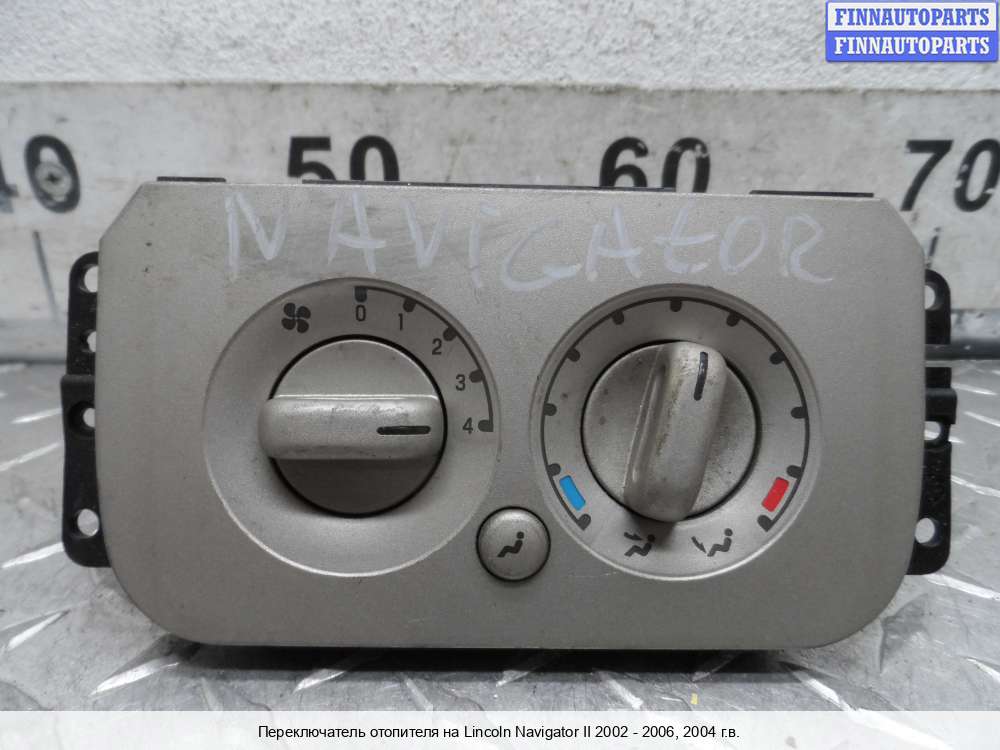 FINNAUTOPARTS
FINNAUTOPARTS
40 50 60 70
NAViGAtOR
0
1
2
3
4
Переключатель отопителя на Lincoln Navigator II 2002 - 2006, 2004 г.в.